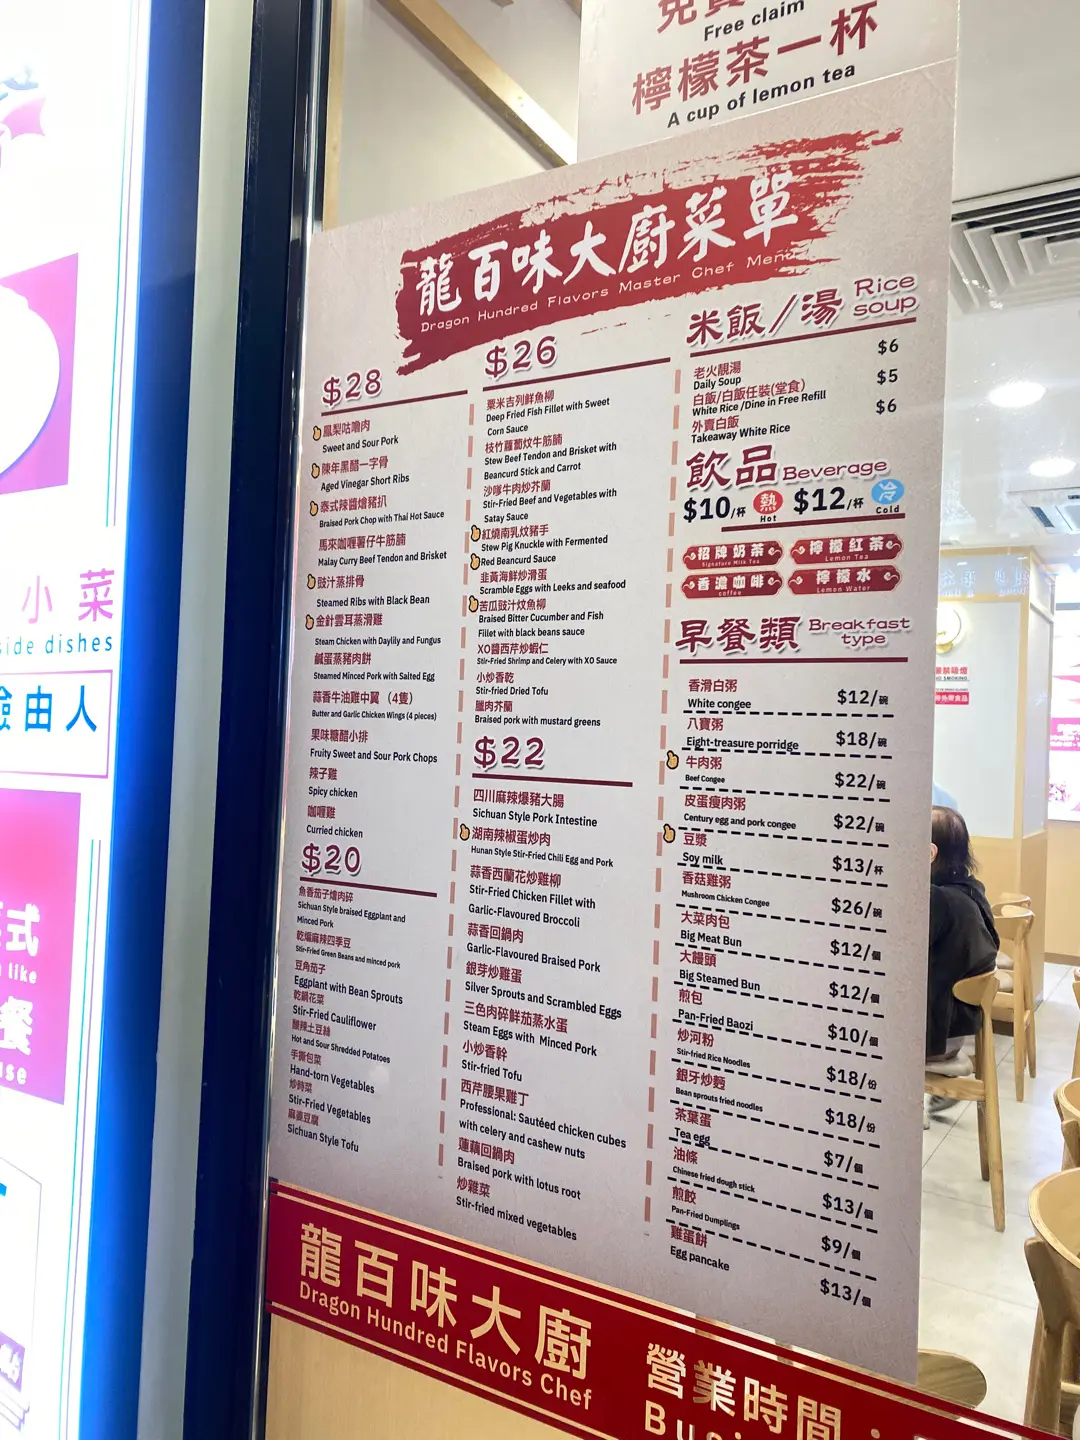 Free claim
檸檬茶一杯
A cup of lemon tea
龍百味大廚菜單
Dragon Hundred Flavors Master Chef Menu
$28
鳳梨咕嚕肉
Sweet and Sour Pork
陳年黑醋一字骨
Aged Vinegar Short Ribs
泰式辣醬燴豬扒
Braised Pork Chop with Thai Hot Sauce
馬來咖喱薯仔牛筋腩
Malay Curry Beef Tendon and Brisket
豉汁蒸排骨
Steamed Ribs with Black Bean
金針雲耳蒸滑雞
Steam Chicken with Daylily and Fungus
鹹蛋蒸豬肉餅
Steamed Minced Pork with Salted Egg
蒜香牛油雞中翼（4隻）
Butter and Garlic Chicken Wings (4 pieces)
果味糖醋小排
Fruity Sweet and Sour Pork Chops
辣子雞
Spicy chicken
咖喱雞
Curried chicken
$20
魚香茄子燴肉碎
Sichuan Style braised Eggplant and
Minced Pork
乾煸麻辣四季豆
Stir-Fried Green Beans and minced pork
豆角茄子
Eggplant with Bean Sprouts
乾鍋花菜
Stir-Fried Cauliflower
酸辣土豆絲
Hot and Sour Shredded Potatoes
手撕包菜
Hand-torn Vegetables
炒時菜
Stir-Fried Vegetables
麻婆豆腐
Sichuan Style Tofu
$26
粟米吉列鮮魚柳
Deep Fried Fish Fillet with Sweet
Corn Sauce
枝竹蘿蔔炆牛筋腩
Stew Beef Tendon and Brisket with
Beancurd Stick and Carrot
沙嗲牛肉炒芥蘭
Stir-Fried Beef and Vegetables with
Satay Sauce
紅燒南乳炆豬手
Stew Pig Knuckle with Fermented
Red Beancurd Sauce
韭黃海鮮炒滑蛋
Scramble Eggs with Leeks and seafood
苦瓜豉汁炆魚柳
Braised Bitter Cucumber and Fish
Fillet with black beans sauce
XO醬西芹炒蝦仁
Stir-Fried Shrimp and Celery with XO Sauce
小炒香乾
Stir-fried Dried Tofu
臘肉芥蘭
Braised pork with mustard greens
$22
四川麻辣爆豬大腸
Sichuan Style Pork Intestine
湖南辣椒蛋炒肉
Hunan Style Stir-Fried Chili Egg and Pork
蒜香西蘭花炒雞柳
Stir-Fried Chicken Fillet with
Garlic-Flavoured Broccoli
蒜香回鍋肉
Garlic-Flavoured Braised Pork
銀芽炒雞蛋
Silver Sprouts and Scrambled Eggs
三色肉碎鮮茄蒸水蛋
Steam Eggs with Minced Pork
小炒香幹
Stir-fried Tofu
西芹腰果雞丁
Professional: Sautéed chicken cubes
with celery and cashew nuts
蓮藕回鍋肉
Braised pork with lotus root
炒雜菜
Stir-fried mixed vegetables
米飯/湯 Rice soup
老火靚湯 $6
Daily Soup
白飯/白飯任裝(堂食) $5
White Rice /Dine in Free Refill
外賣白飯 $6
Takeaway White Rice
飲品 Beverage
$10/杯 熱 Hot $12/杯 冷 Cold
招牌奶茶 Signature Milk Tea
檸檬紅茶 Lemon Tea
香濃咖啡 coffee
檸檬水 Lemon Water
早餐類 Breakfast type
香滑白粥
White congee $12/碗
八寶粥
Eight-treasure porridge $18/碗
牛肉粥
Beef Congee $22/碗
皮蛋瘦肉粥
Century egg and pork congee $22/碗
豆漿
Soy milk $13/杯
香菇雞粥
Mushroom Chicken Congee $26/碗
大菜肉包
Big Meat Bun $12/個
大饅頭
Big Steamed Bun $12/個
煎包
Pan-Fried Baozi $10/個
炒河粉
Stir-fried Rice Noodles $18/份
銀牙炒麵
Bean sprouts fried noodles $18/份
茶葉蛋
Tea egg $7/個
油條
Chinese fried dough stick $13/個
煎餃
Pan-Fried Dumplings $9/個
雞蛋餅
Egg pancake $13/個
龍百味大廚
Dragon Hundred Flavors Chef
營業時間：
小菜
side dishes
由人
式
like
餐